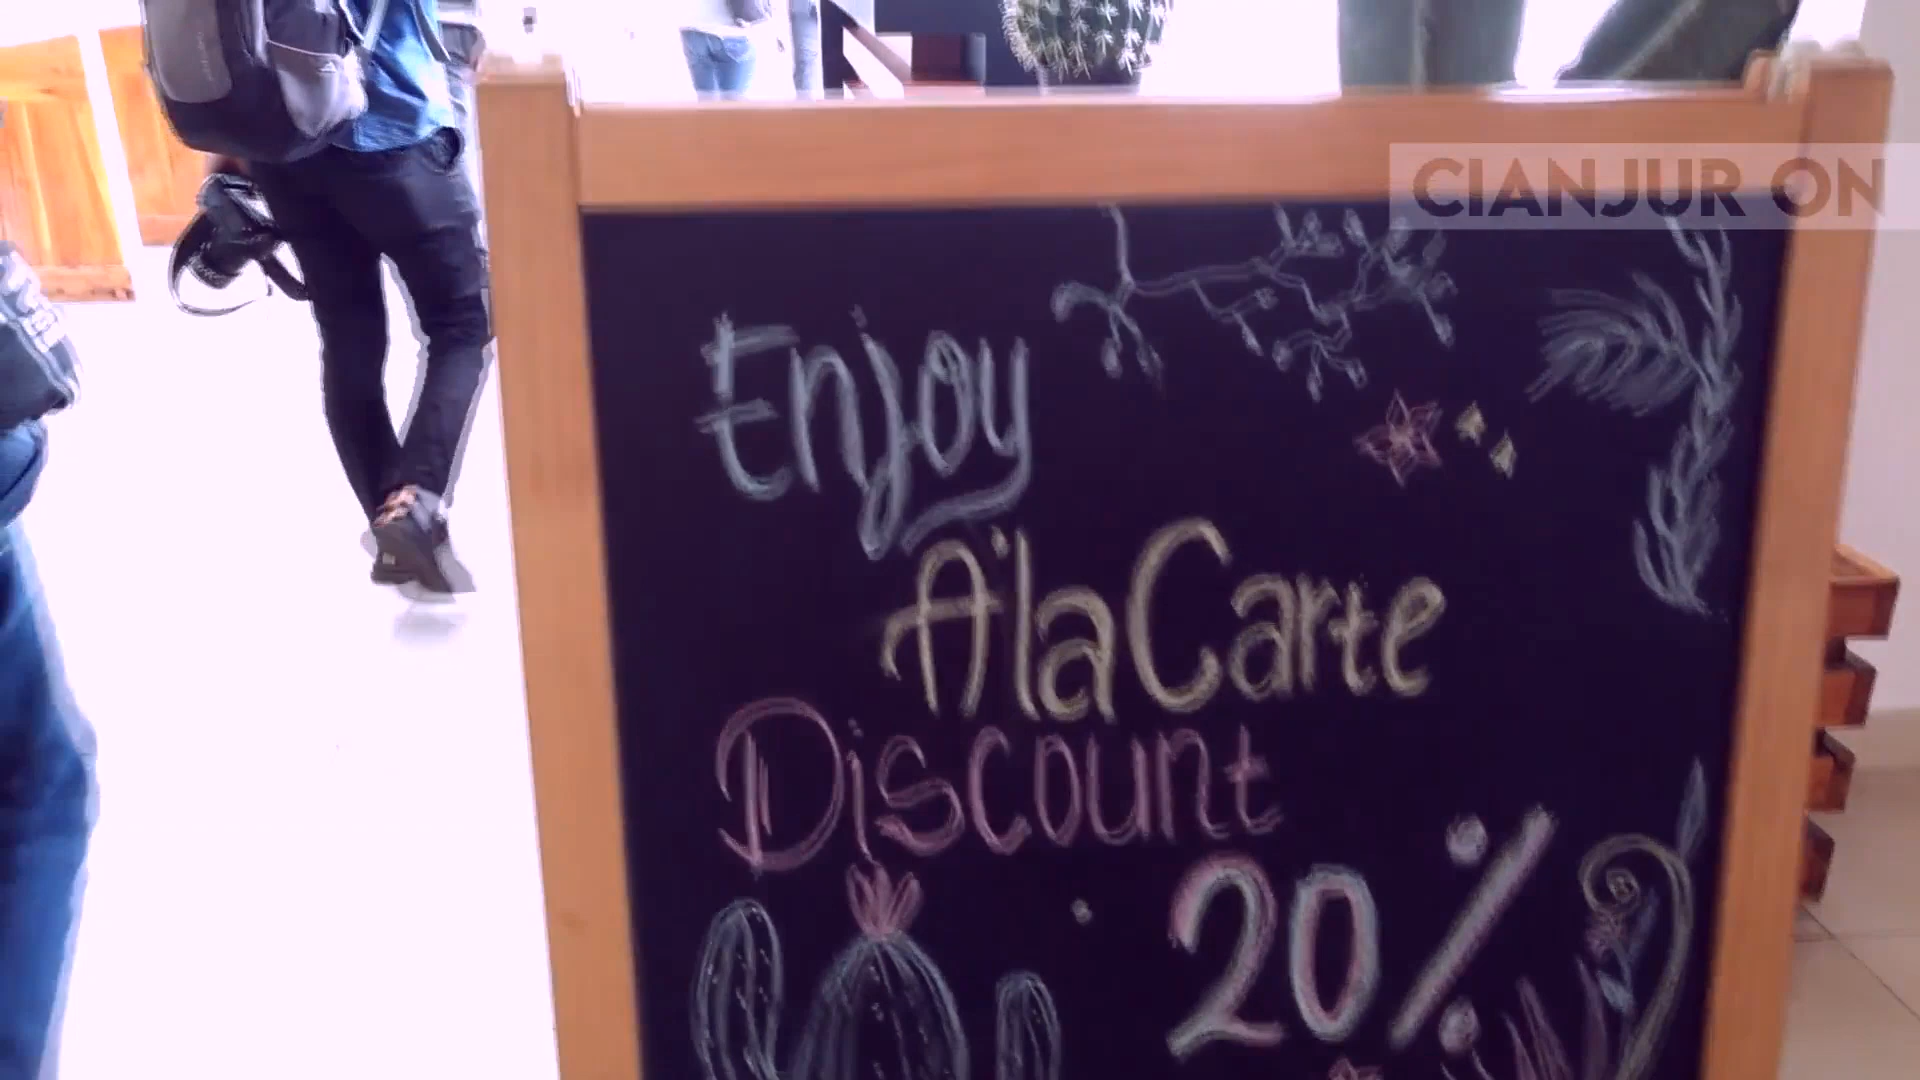 CIANJUR ON
Enjoy
A'la Carte
Discount
20%